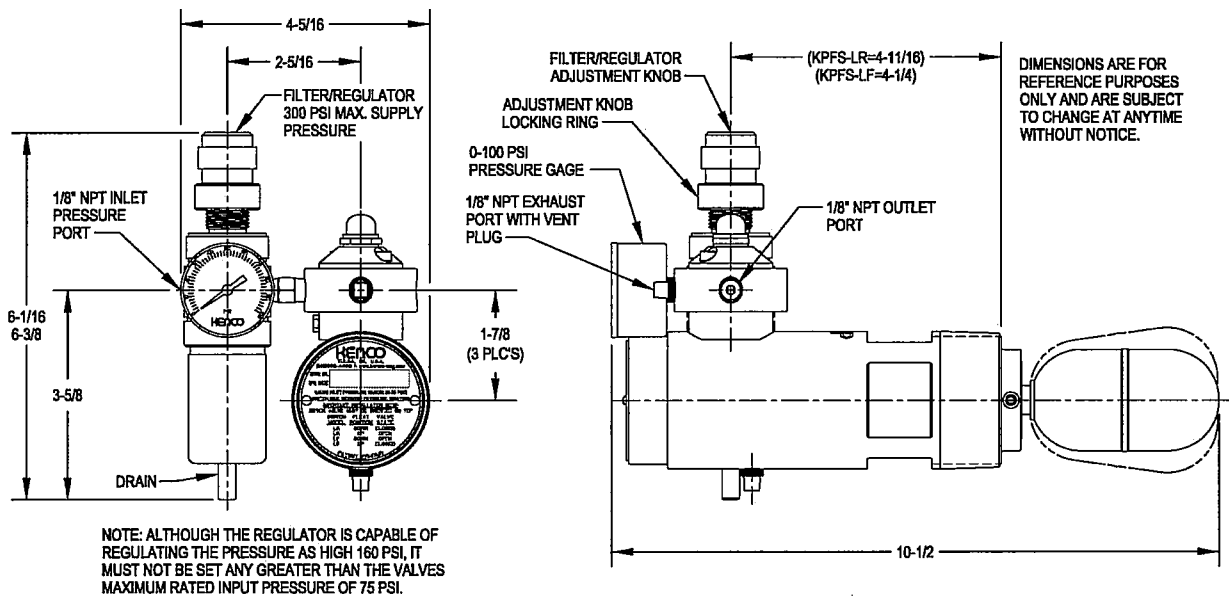 4-5/16
2-5/16
FILTER/REGULATOR
300 PSI MAX. SUPPLY
PRESSURE
1/8" NPT INLET
PRESSURE
PORT
6-1/16
6-3/8
3-5/8
1-7/8
(3 PLC'S)
KENCO
KENCO
DRAIN
NOTE: ALTHOUGH THE REGULATOR IS CAPABLE OF
REGULATING THE PRESSURE AS HIGH 160 PSI, IT
MUST NOT BE SET ANY GREATER THAN THE VALVES
MAXIMUM RATED INPUT PRESSURE OF 75 PSI.
FILTER/REGULATOR
ADJUSTMENT KNOB
(KPFS-LR=4-11/16)
(KPFS-LF=4-1/4)
DIMENSIONS ARE FOR
REFERENCE PURPOSES
ONLY AND ARE SUBJECT
TO CHANGE AT ANYTIME
WITHOUT NOTICE.
ADJUSTMENT KNOB
LOCKING RING
0-100 PSI
PRESSURE GAGE
1/8" NPT EXHAUST
PORT WITH VENT
PLUG
1/8" NPT OUTLET
PORT
10-1/2